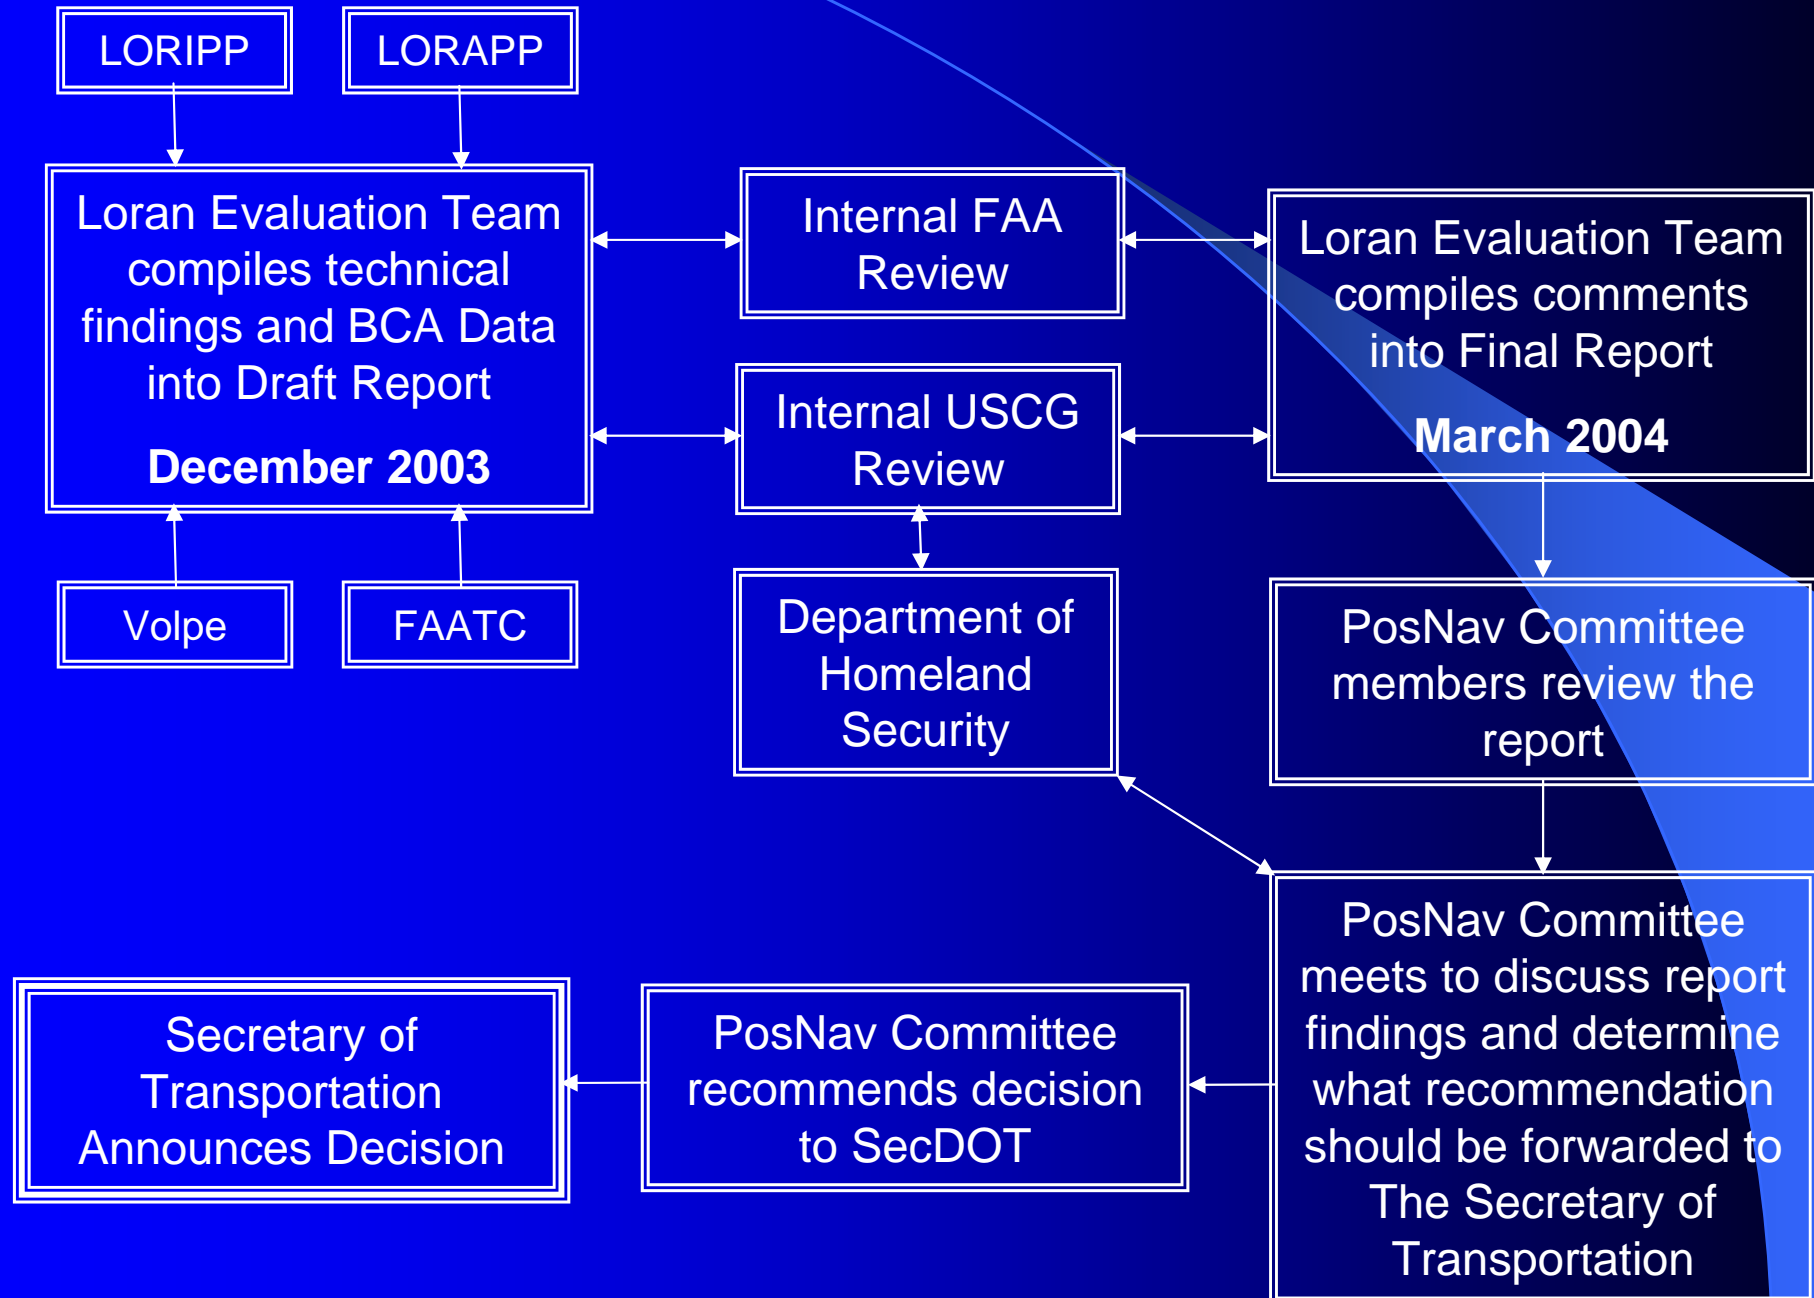 LORIPP
LORAPP
Loran Evaluation Team
compiles technical
findings and BCA Data
into Draft Report
December 2003
Internal FAA
Review
Loran Evaluation Team
compiles comments
into Final Report
March 2004
Internal USCG
Review
Volpe
FAATC
Department of
Homeland
Security
PosNav Committee
members review the
report
PosNav Committee
meets to discuss report
findings and determine
what recommendation
should be forwarded to
The Secretary of
Transportation
PosNav Committee
recommends decision
to SecDOT
Secretary of
Transportation
Announces Decision